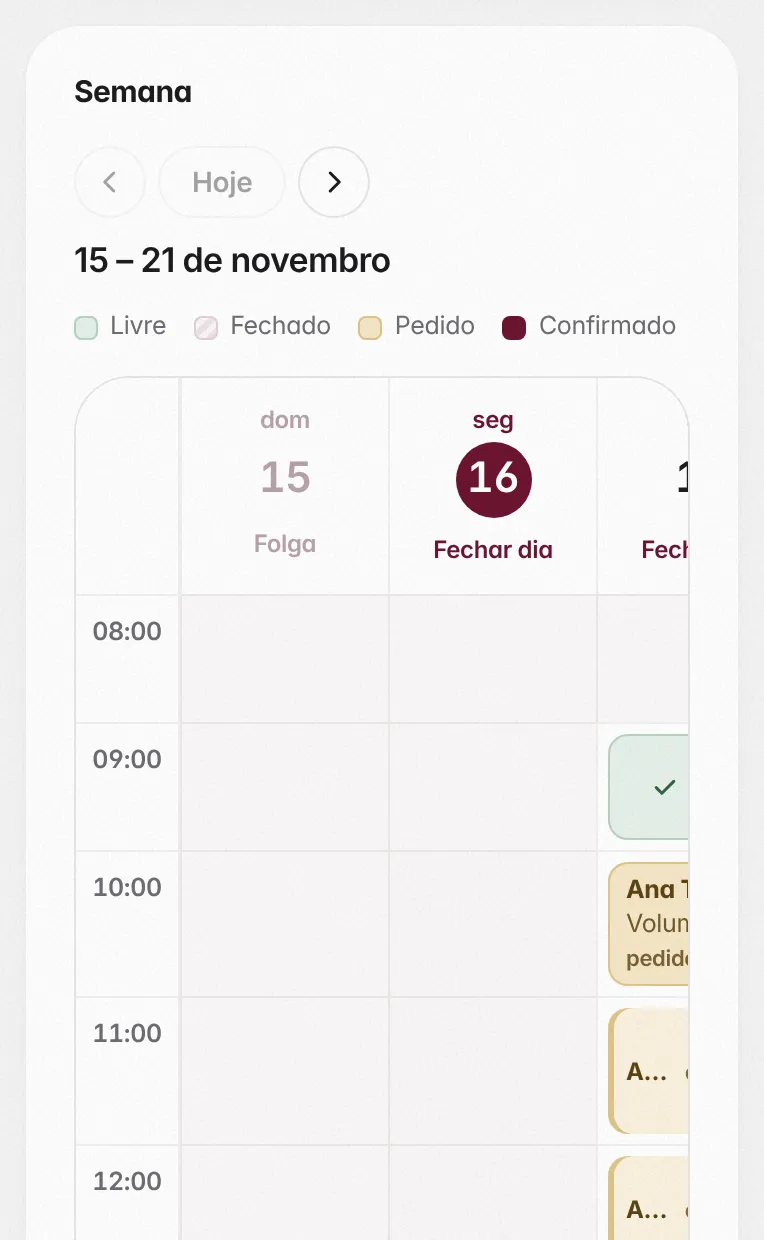 Semana
Hoje
15 – 21 de novembro
Livre Fechado Pedido Confirmado
dom seg
15 16
Folga Fechar dia
08:00
09:00
10:00
Ana
11:00
A...
12:00
A...